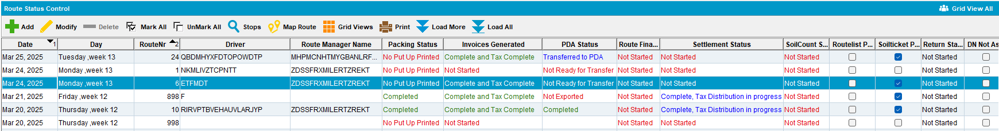 Route Status Control Grid View All
Add Modify Delete Mark All UnMark All Stops Map Route Grid Views Print Load More Load All
Date 1 Day RouteNr 2 Driver Route Manager Name Packing Status Invoices Generated PDA Status Route Fina... Settlement Status SoilCount S... Routelist P... Soilticket P... Return Sta... DN Not As
Mar 25, 2025 Tuesday ,week 13 24 QBDMHYXFDTOPOWDTP MHPMCNHTMYGBANLRF... No Put Up Printed Complete and Tax Complete Transferred to PDA Not Started Not Started Not Started Not Started
Mar 24, 2025 Monday ,week 13 1 NKMLIVZTCPNTT ZDSSFRXMILERTZREKT No Put Up Printed Not Started Not Ready for Transfer Not Started Not Started Not Started Not Started
Mar 24, 2025 Monday ,week 13 6 ETFMDT ZDSSFRXMILERTZREKT No Put Up Printed Complete and Tax Complete Not Ready for Transfer Not Started Not Started Not Started Not Started
Mar 21, 2025 Friday ,week 12 898 F Completed Complete and Tax Complete Not Exported Not Started Complete, Tax Distribution in progress Not Started Not Started
Mar 20, 2025 Thursday ,week 12 10 RIRVPTBVEHAUVLARJYP ZDSSFRXMILERTZREKT Completed Complete and Tax Complete Completed Not Started Complete, Tax Distribution in progress Not Started Not Started
Mar 20, 2025 Thursday ,week 12 998 No Put Up Printed Not Started Not Started Not Started Not Started Not Started